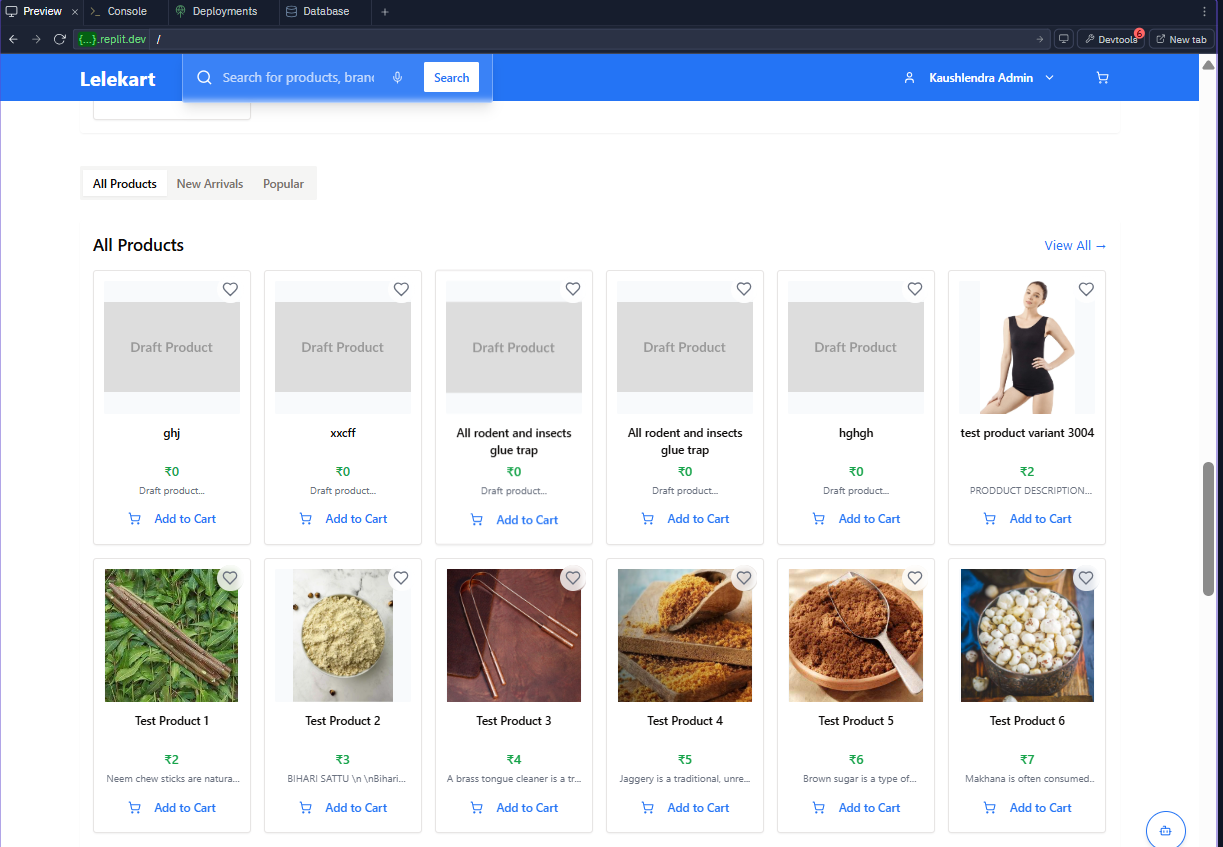 Preview × Console Deployments Database +
{...}.replit.dev / Devtools 6 New tab
Lelekart Search for products, branc Search Kaushlendra Admin
All Products New Arrivals Popular
All Products View All →
Draft Product Draft Product Draft Product Draft Product Draft Product
ghj xxcff All rodent and insects All rodent and insects hghgh test product variant 3004
glue trap glue trap
₹0 ₹0 ₹0 ₹0 ₹0 ₹2
Draft product... Draft product... Draft product... Draft product... Draft product... PRODDUCT DESCRIPTION...
Add to Cart Add to Cart Add to Cart Add to Cart Add to Cart Add to Cart
Test Product 1 Test Product 2 Test Product 3 Test Product 4 Test Product 5 Test Product 6
₹2 ₹3 ₹4 ₹5 ₹6 ₹7
Neem chew sticks are natura... BIHARI SATTU \n \nBihari... A brass tongue cleaner is a tr... Jaggery is a traditional, unre... Brown sugar is a type of... Makhana is often consumed..
Add to Cart Add to Cart Add to Cart Add to Cart Add to Cart Add to Cart